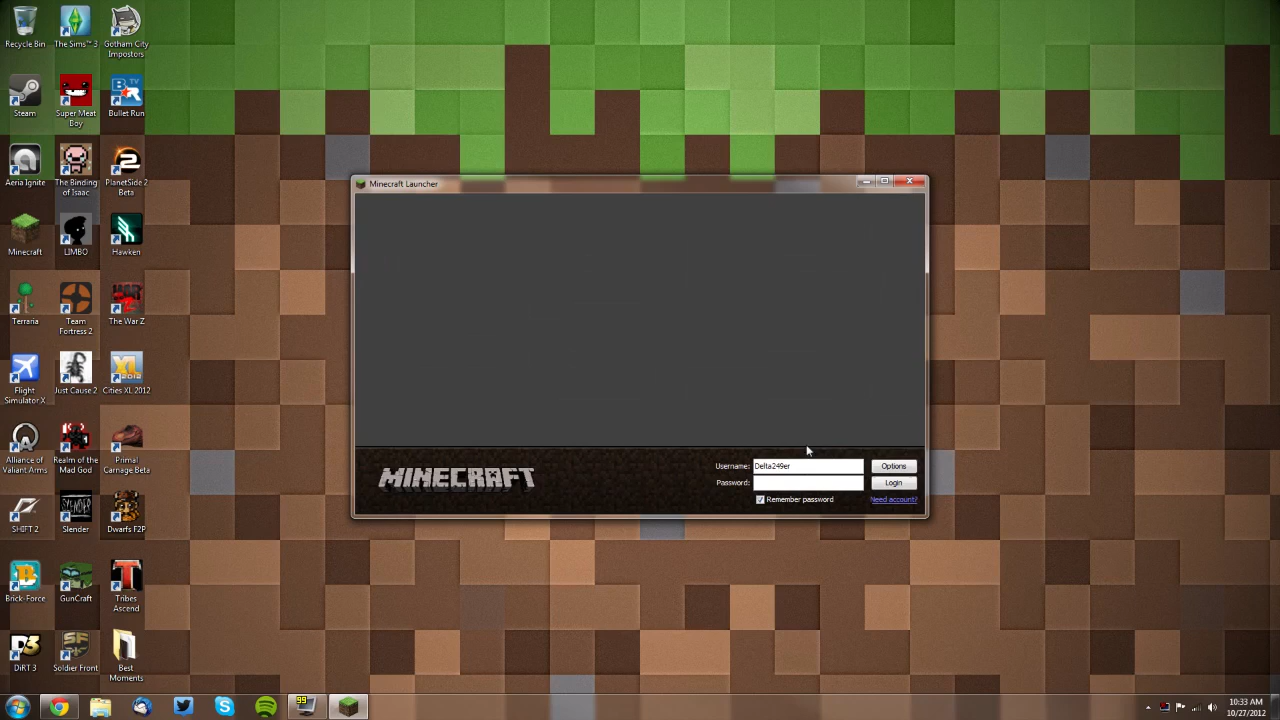 Recycle Bin
The Sims™ 3
Gotham City
Impostors
Steam
Super Meat
Boy
Bullet Run
Aeria Ignite
The Binding
of Isaac
PlanetSide 2
Beta
Minecraft
LIMBO
Hawken
Terraria
Team
Fortress 2
The War Z
Flight
Simulator X
Just Cause 2
Cities XL 2012
Alliance of
Valiant Arms
Realm of the
Mad God
Primal
Carnage Beta
SHIFT 2
Slender
Dwarfs F2P
Brick-Force
GunCraft
Tribes
Ascend
DiRT 3
Soldier Front
Best
Moments
Minecraft Launcher
MINECRAFT
Username:
Delta249er
Options
Password:
Login
Remember password
Need account?
99
10:33 AM
10/27/2012